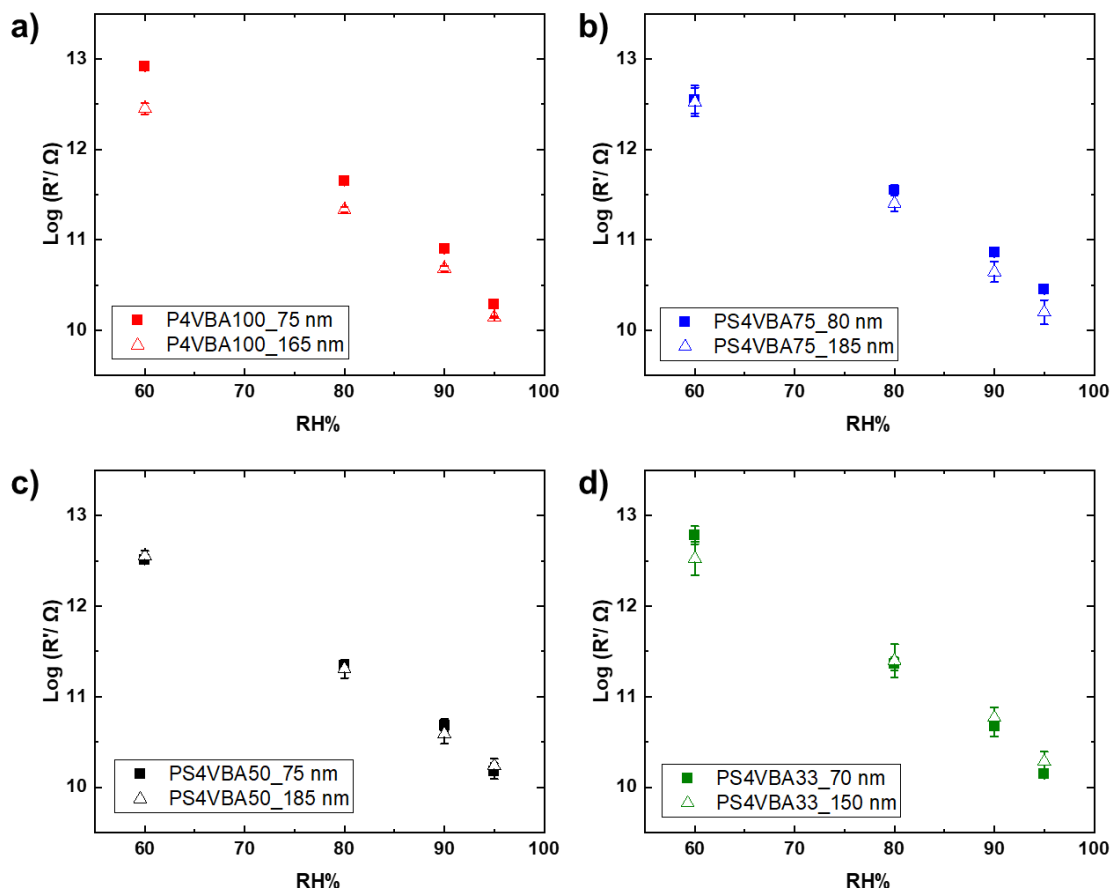 a)
Log (R'/ Ω)
13
12
11
10
P4VBA100_75 nm
P4VBA100_165 nm
60 70 80 90 100
RH%
b)
Log (R'/ Ω)
13
12
11
10
PS4VBA75_80 nm
PS4VBA75_185 nm
60 70 80 90 100
RH%
c)
Log (R'/ Ω)
13
12
11
10
PS4VBA50_75 nm
PS4VBA50_185 nm
60 70 80 90 100
RH%
d)
Log (R'/ Ω)
13
12
11
10
PS4VBA33_70 nm
PS4VBA33_150 nm
60 70 80 90 100
RH%